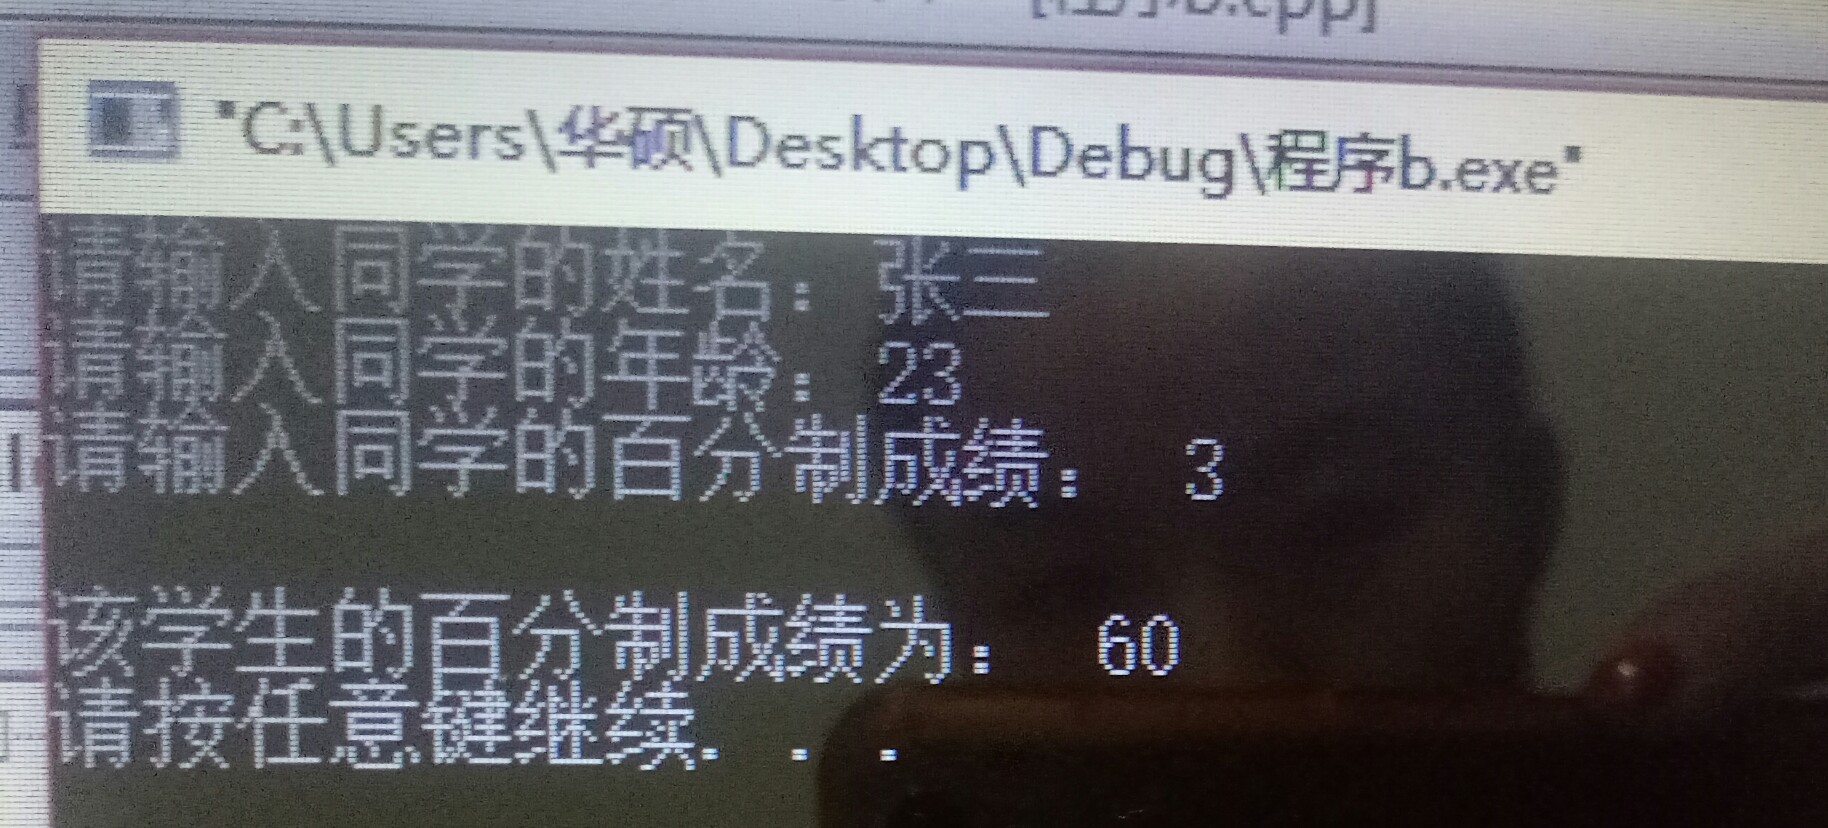 "C:\Users\华硕\Desktop\Debug\程序b.exe"
请输入同学的姓名：张三
请输入同学的年龄：23
请输入同学的百分制成绩： 3
该学生的百分制成绩为： 60
请按任意键继续. . .